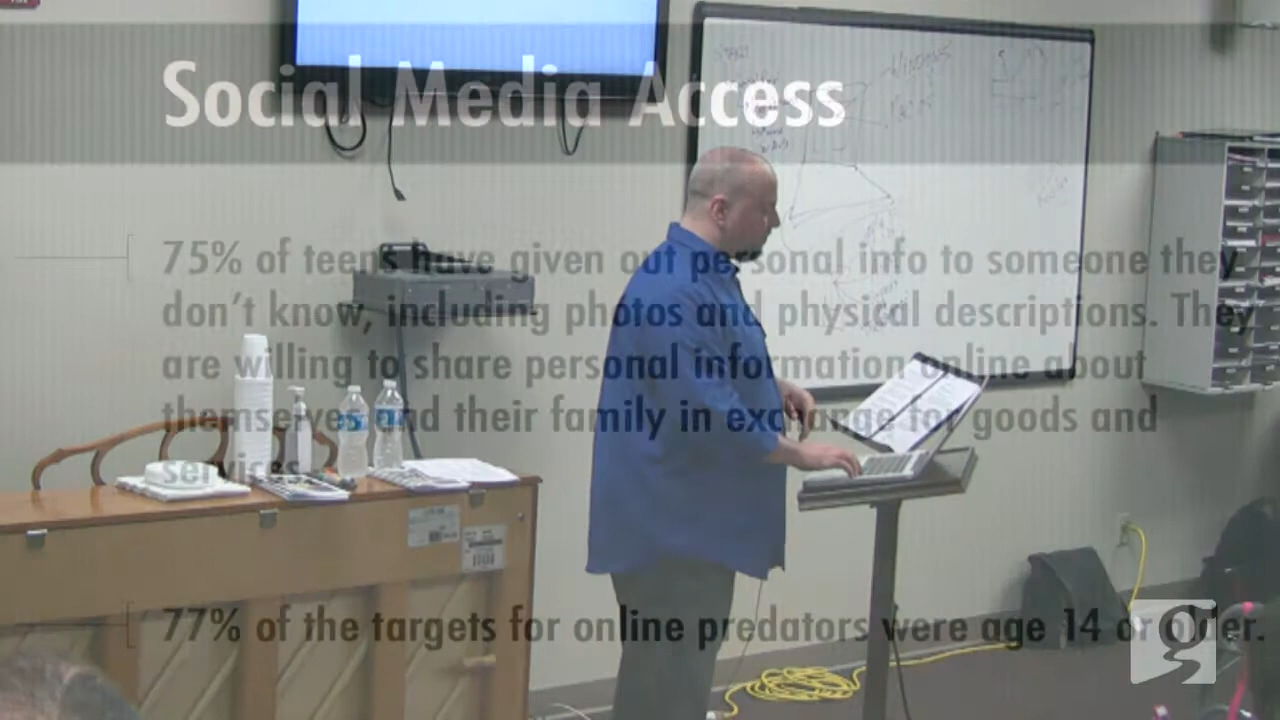 Social Media Access
75% of teens have given out personal info to someone they
don't know, including photos and physical descriptions. They
are willing to share personal information online about
themselves and their family in exchange for goods and
services.
77% of the targets for online predators were age 14 or older.
g